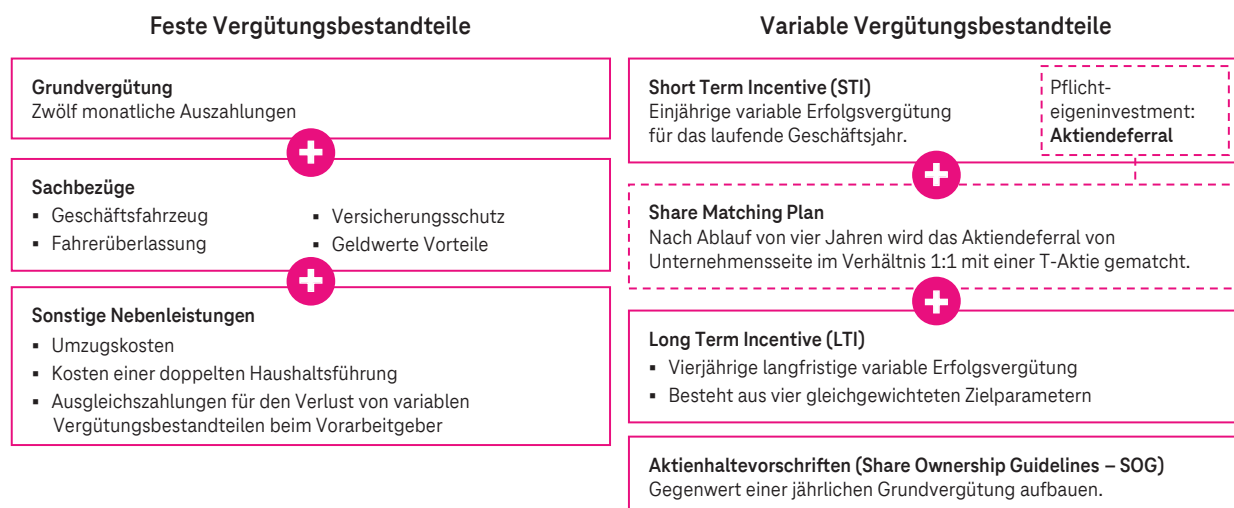 Feste Vergütungsbestandteile
Grundvergütung
Zwölf monatliche Auszahlungen
Sachbezüge
▪ Geschäftsfahrzeug
▪ Fahrerüberlassung
▪ Versicherungsschutz
▪ Geldwerte Vorteile
Sonstige Nebenleistungen
▪ Umzugskosten
▪ Kosten einer doppelten Haushaltsführung
▪ Ausgleichszahlungen für den Verlust von variablen
Vergütungsbestandteilen beim Vorarbeitgeber
Variable Vergütungsbestandteile
Short Term Incentive (STI)
Einjährige variable Erfolgsvergütung
für das laufende Geschäftsjahr.
Pflicht-
eigeninvestment:
Aktiendeferral
Share Matching Plan
Nach Ablauf von vier Jahren wird das Aktiendeferral von
Unternehmensseite im Verhältnis 1:1 mit einer T-Aktie gematcht.
Long Term Incentive (LTI)
▪ Vierjährige langfristige variable Erfolgsvergütung
▪ Besteht aus vier gleichgewichteten Zielparametern
Aktienhaltevorschriften (Share Ownership Guidelines – SOG)
Gegenwert einer jährlichen Grundvergütung aufbauen.